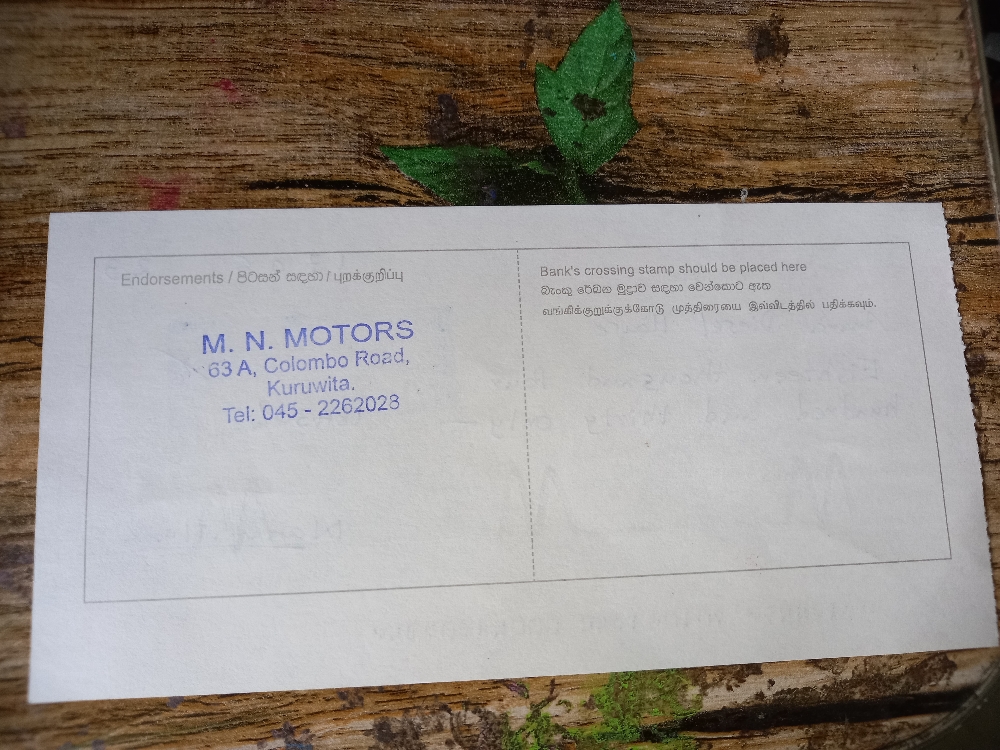 Endorsements / පිටසන් සඳහා / புறக்குறிப்பு
M. N. MOTORS
63 A, Colombo Road,
Kuruwita.
Tel: 045 - 2262028
Bank's crossing stamp should be placed here
බැංකු රේඛන මුද්‍රාව සඳහා වෙන්කොට ඇත
வங்கிக்குறுக்குக்கோடு முத்திரையை இவ்விடத்தில் பதிக்கவும்.